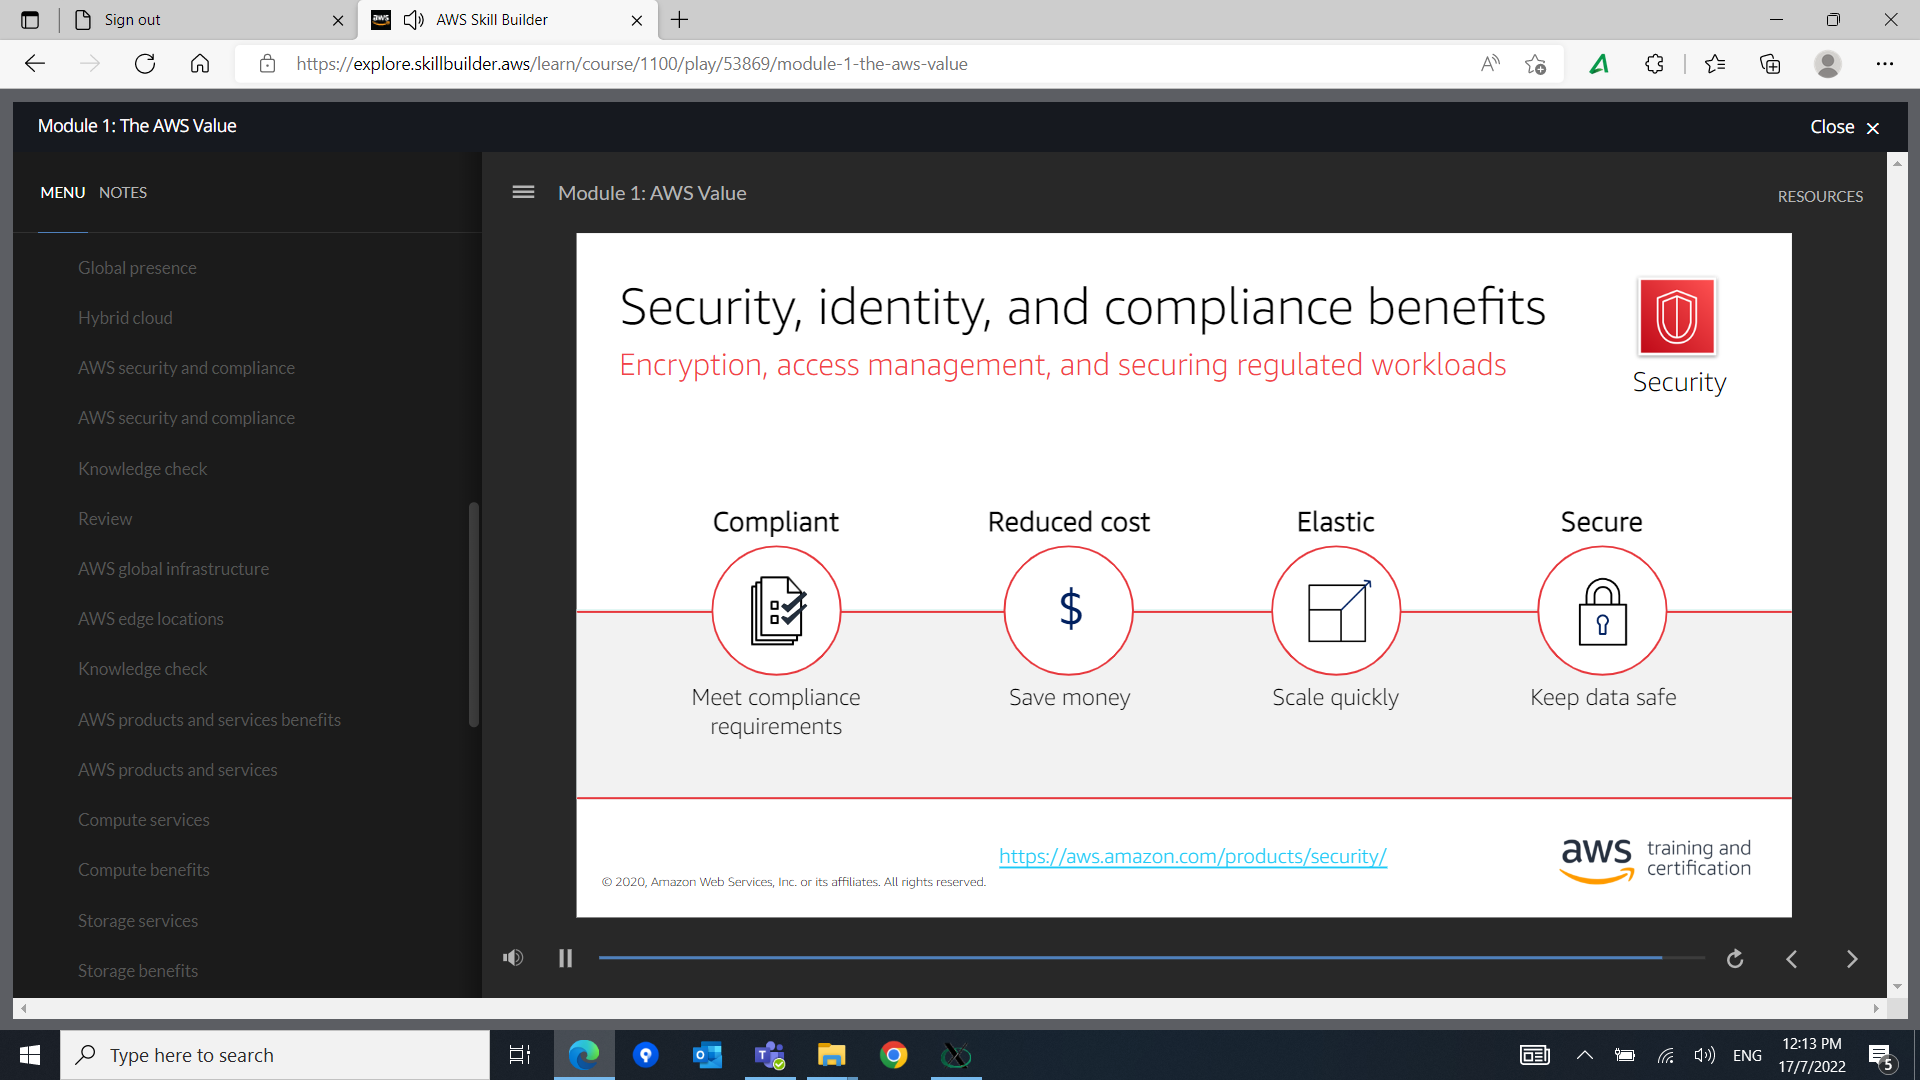 Sign out
AWS Skill Builder
https://explore.skillbuilder.aws/learn/course/1100/play/53869/module-1-the-aws-value
Module 1: The AWS Value
Close
MENU NOTES
Module 1: AWS Value
RESOURCES
Global presence
Hybrid cloud
AWS security and compliance
AWS security and compliance
Knowledge check
Review
AWS global infrastructure
AWS edge locations
Knowledge check
AWS products and services benefits
AWS products and services
Compute services
Compute benefits
Storage services
Storage benefits
Security, identity, and compliance benefits
Encryption, access management, and securing regulated workloads
Security
Compliant
Reduced cost
Elastic
Secure
$
Meet compliance
requirements
Save money
Scale quickly
Keep data safe
https://aws.amazon.com/products/security/
© 2020, Amazon Web Services, Inc. or its affiliates. All rights reserved.
aws
training and
certification
Type here to search
ENG
12:13 PM
17/7/2022
5